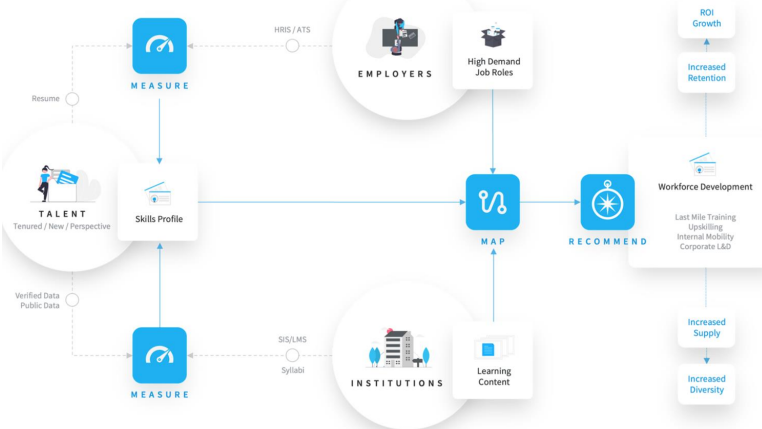 HRIS / ATS
ROI
Growth
EMPLOYERS
High Demand
Job Roles
Increased
Retention
MEASURE
Resume
TALENT
Tenured / New / Perspective
Skills Profile
MAP
RECOMMEND
Workforce Development
Last Mile Training
Upskilling
Internal Mobility
Corporate L&D
Verified Data
Public Data
SIS/LMS
Syllabi
MEASURE
INSTITUTIONS
Learning
Content
Increased
Supply
Increased
Diversity